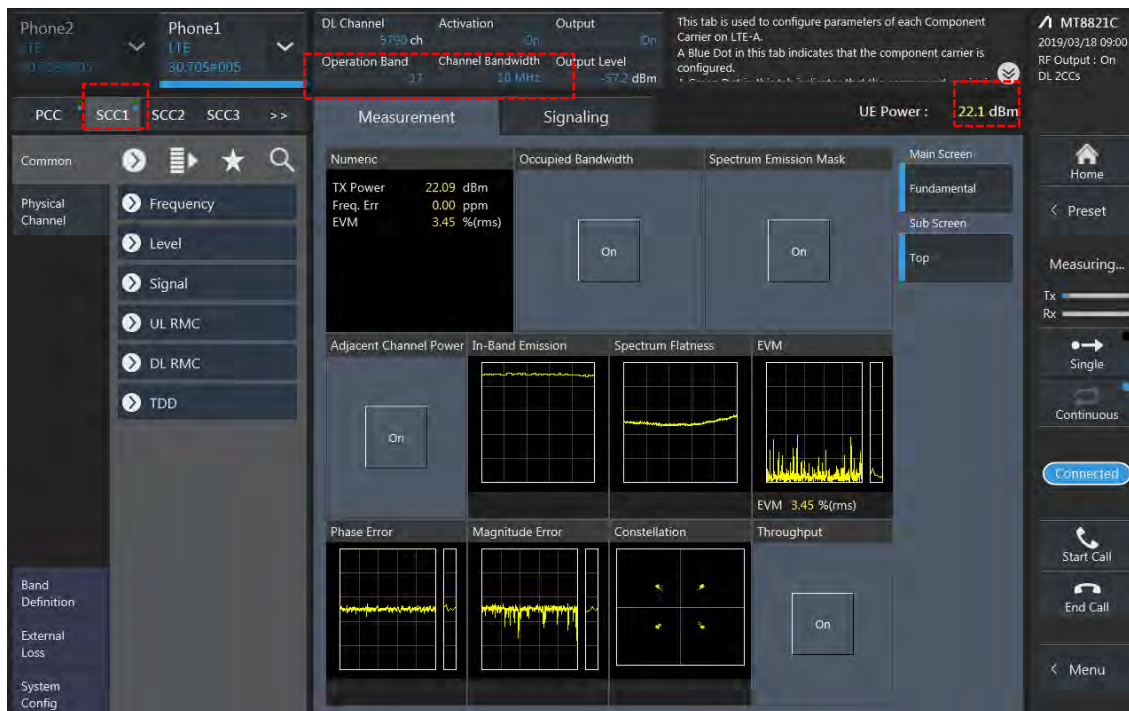 Phone2
LTE
Phone1
LTE
30.70S#005
DL Channel
5790 ch
Activation
On
Output
On
Operation Band
17
Channel Bandwidth
10 MHz
Output Level
-57.2 dBm
This tab is used to configure parameters of each Component
Carrier on LTE-A.
A Blue Dot in this tab indicates that the component carrier is
configured.
MT8821C
2019/03/18 09:00
RF Output : On
DL 2CCs
PCC
SCC1
SCC2
SCC3
>>
Measurement
Signaling
UE Power :
22.1 dBm
Common
Physical
Channel
Frequency
Level
Signal
UL RMC
DL RMC
TDD
Band
Definition
External
Loss
System
Config
Numeric
TX Power 22.09 dBm
Freq. Err 0.00 ppm
EVM 3.45 %(rms)
Occupied Bandwidth
On
Spectrum Emission Mask
On
Main Screen
Fundamental
Sub Screen
Top
Adjacent Channel Power
On
In-Band Emission
Spectrum Flatness
EVM
EVM 3.45 %(rms)
Phase Error
Magnitude Error
Constellation
Throughput
On
Home
< Preset
Measuring...
Tx
Rx
Single
Continuous
Connected
Start Call
End Call
< Menu